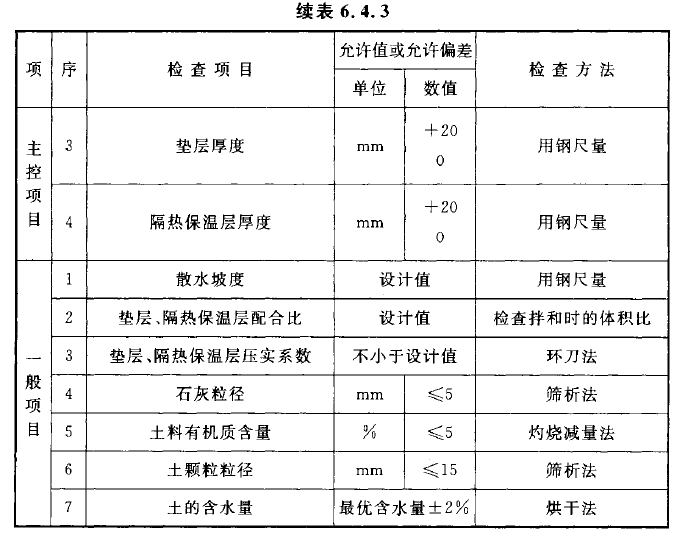 续表 6.4.3
项 序 检查项目 允许值或允许偏差 检查方法
单位 数值
主控项目
3 垫层厚度 mm +20 0 用钢尺量
4 隔热保温层厚度 mm +20 0 用钢尺量
一般项目
1 散水坡度 设计值 用钢尺量
2 垫层、隔热保温层配合比 设计值 检查拌和时的体积比
3 垫层、隔热保温层压实系数 不小于设计值 环刀法
4 石灰粒径 mm ≤5 筛析法
5 土料有机质含量 % ≤5 灼烧减量法
6 土颗粒粒径 mm ≤15 筛析法
7 土的含水量 最优含水量±2% 烘干法